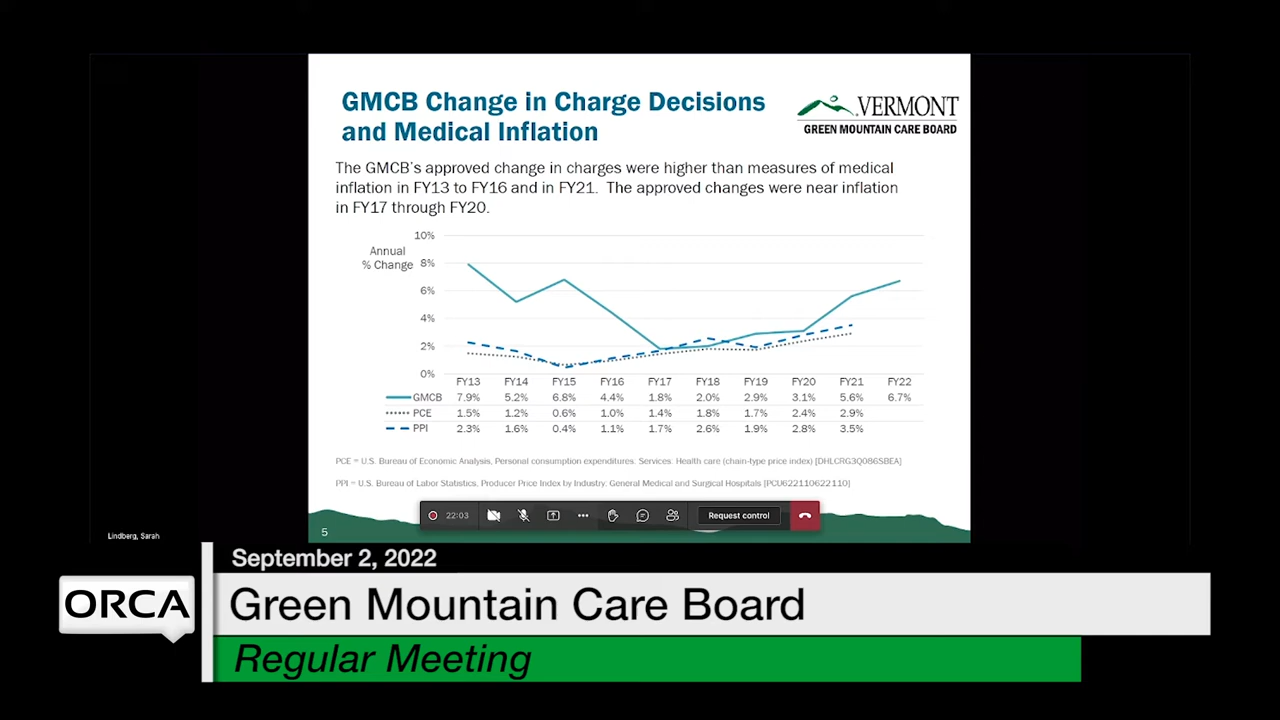 GMCB Change in Charge Decisions
and Medical Inflation
VERMONT
GREEN MOUNTAIN CARE BOARD
The GMCB's approved change in charges were higher than measures of medical
inflation in FY13 to FY16 and in FY21. The approved changes were near inflation
in FY17 through FY20.
Annual
% Change
10%
8%
6%
4%
2%
0%
FY13 FY14 FY15 FY16 FY17 FY18 FY19 FY20 FY21 FY22
GMCB 7.9% 5.2% 6.8% 4.4% 1.8% 2.0% 2.9% 3.1% 5.6% 6.7%
PCE 1.5% 1.2% 0.6% 1.0% 1.4% 1.8% 1.7% 2.4% 2.9%
PPI 2.3% 1.6% 0.4% 1.1% 1.7% 2.6% 1.9% 2.8% 3.5%
PCE = U.S. Bureau of Economic Analysis, Personal consumption expenditures: Services: Health care (chain-type price index) [DHLCRG3Q086SBEA]
PPI = U.S. Bureau of Labor Statistics, Producer Price Index by Industry: General Medical and Surgical Hospitals [PCU622110622110]
22:03
Request control
5
Lindberg, Sarah
September 2, 2022
ORCA
Green Mountain Care Board
Regular Meeting